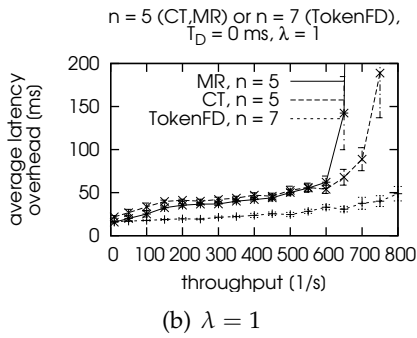 n = 5 (CT,MR) or n = 7 (TokenFD),
T_D = 0 ms, λ = 1
200
150
100
50
0
average latency
overhead (ms)
MR, n = 5
CT, n = 5
TokenFD, n = 7
0 100 200 300 400 500 600 700 800
throughput [1/s]
(b) λ = 1